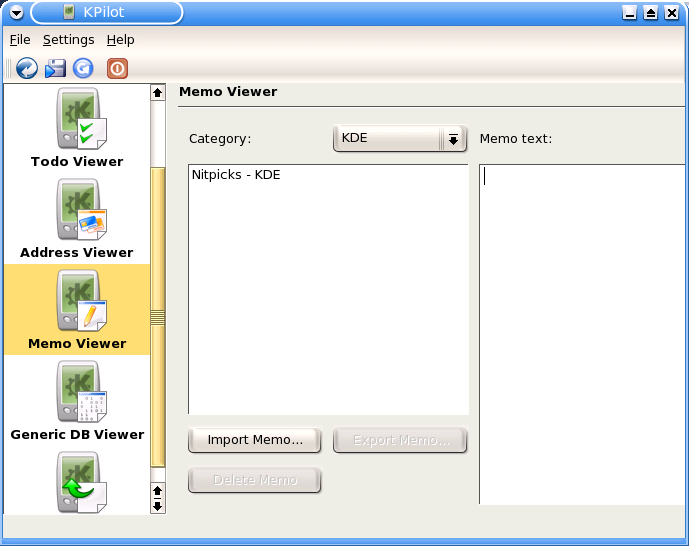 KPilot
File Settings Help
Todo Viewer
Address Viewer
Memo Viewer
Generic DB Viewer
Memo Viewer
Category: KDE
Nitpicks - KDE
Import Memo... Export Memo...
Delete Memo
Memo text: